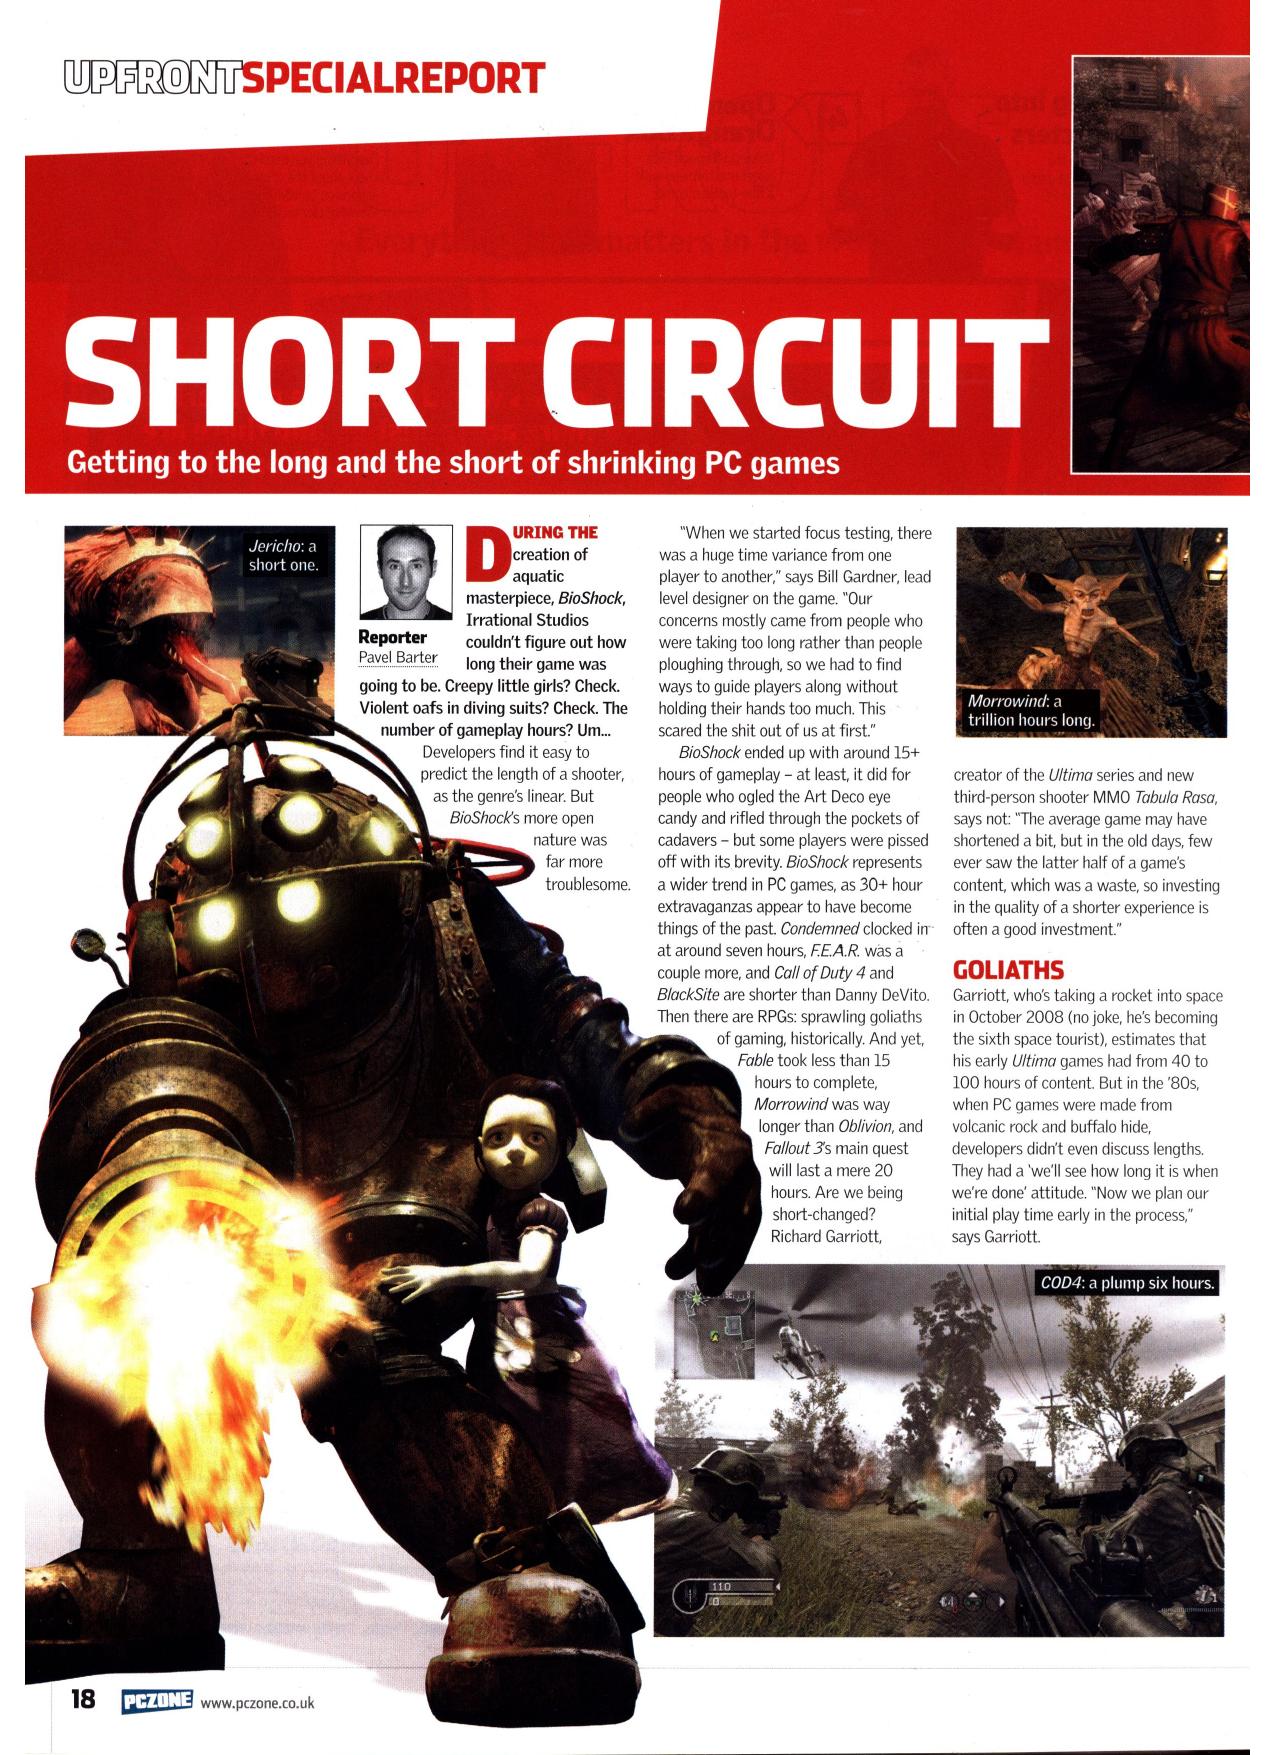 UPFRONTSPECIALREPORT
SHORT CIRCUIT
Getting to the long and the short of shrinking PC games
Jericho: a
short one.
Reporter
Pavel Barter
DURING THE
creation of
aquatic
masterpiece, BioShock,
Irrational Studios
couldn't figure out how
long their game was
going to be. Creepy little girls? Check.
Violent oafs in diving suits? Check. The
number of gameplay hours? Um...
Developers find it easy to
predict the length of a shooter,
as the genre's linear. But
BioShock's more open
nature was
far more
troublesome.
"When we started focus testing, there
was a huge time variance from one
player to another," says Bill Gardner, lead
level designer on the game. "Our
concerns mostly came from people who
were taking too long rather than people
ploughing through, so we had to find
ways to guide players along without
holding their hands too much. This
scared the shit out of us at first."
BioShock ended up with around 15+
hours of gameplay – at least, it did for
people who ogled the Art Deco eye
candy and rifled through the pockets of
cadavers – but some players were pissed
off with its brevity. BioShock represents
a wider trend in PC games, as 30+ hour
extravaganzas appear to have become
things of the past. Condemned clocked in
at around seven hours, F.E.A.R. was a
couple more, and Call of Duty 4 and
BlackSite are shorter than Danny DeVito.
Then there are RPGs: sprawling goliaths
of gaming, historically. And yet,
Fable took less than 15
hours to complete,
Morrowind was way
longer than Oblivion, and
Fallout 3's main quest
will last a mere 20
hours. Are we being
short-changed?
Richard Garriott,
Morrowind: a
trillion hours long.
creator of the Ultima series and new
third-person shooter MMO Tabula Rasa,
says not: "The average game may have
shortened a bit, but in the old days, few
ever saw the latter half of a game's
content, which was a waste, so investing
in the quality of a shorter experience is
often a good investment."
GOLIATHS
Garriott, who's taking a rocket into space
in October 2008 (no joke, he's becoming
the sixth space tourist), estimates that
his early Ultima games had from 40 to
100 hours of content. But in the '80s,
when PC games were made from
volcanic rock and buffalo hide,
developers didn't even discuss lengths.
They had a 'we'll see how long it is when
we're done' attitude. "Now we plan our
initial play time early in the process,"
says Garriott.
COD4: a plump six hours.
110
0
18 PCZONE www.pczone.co.uk